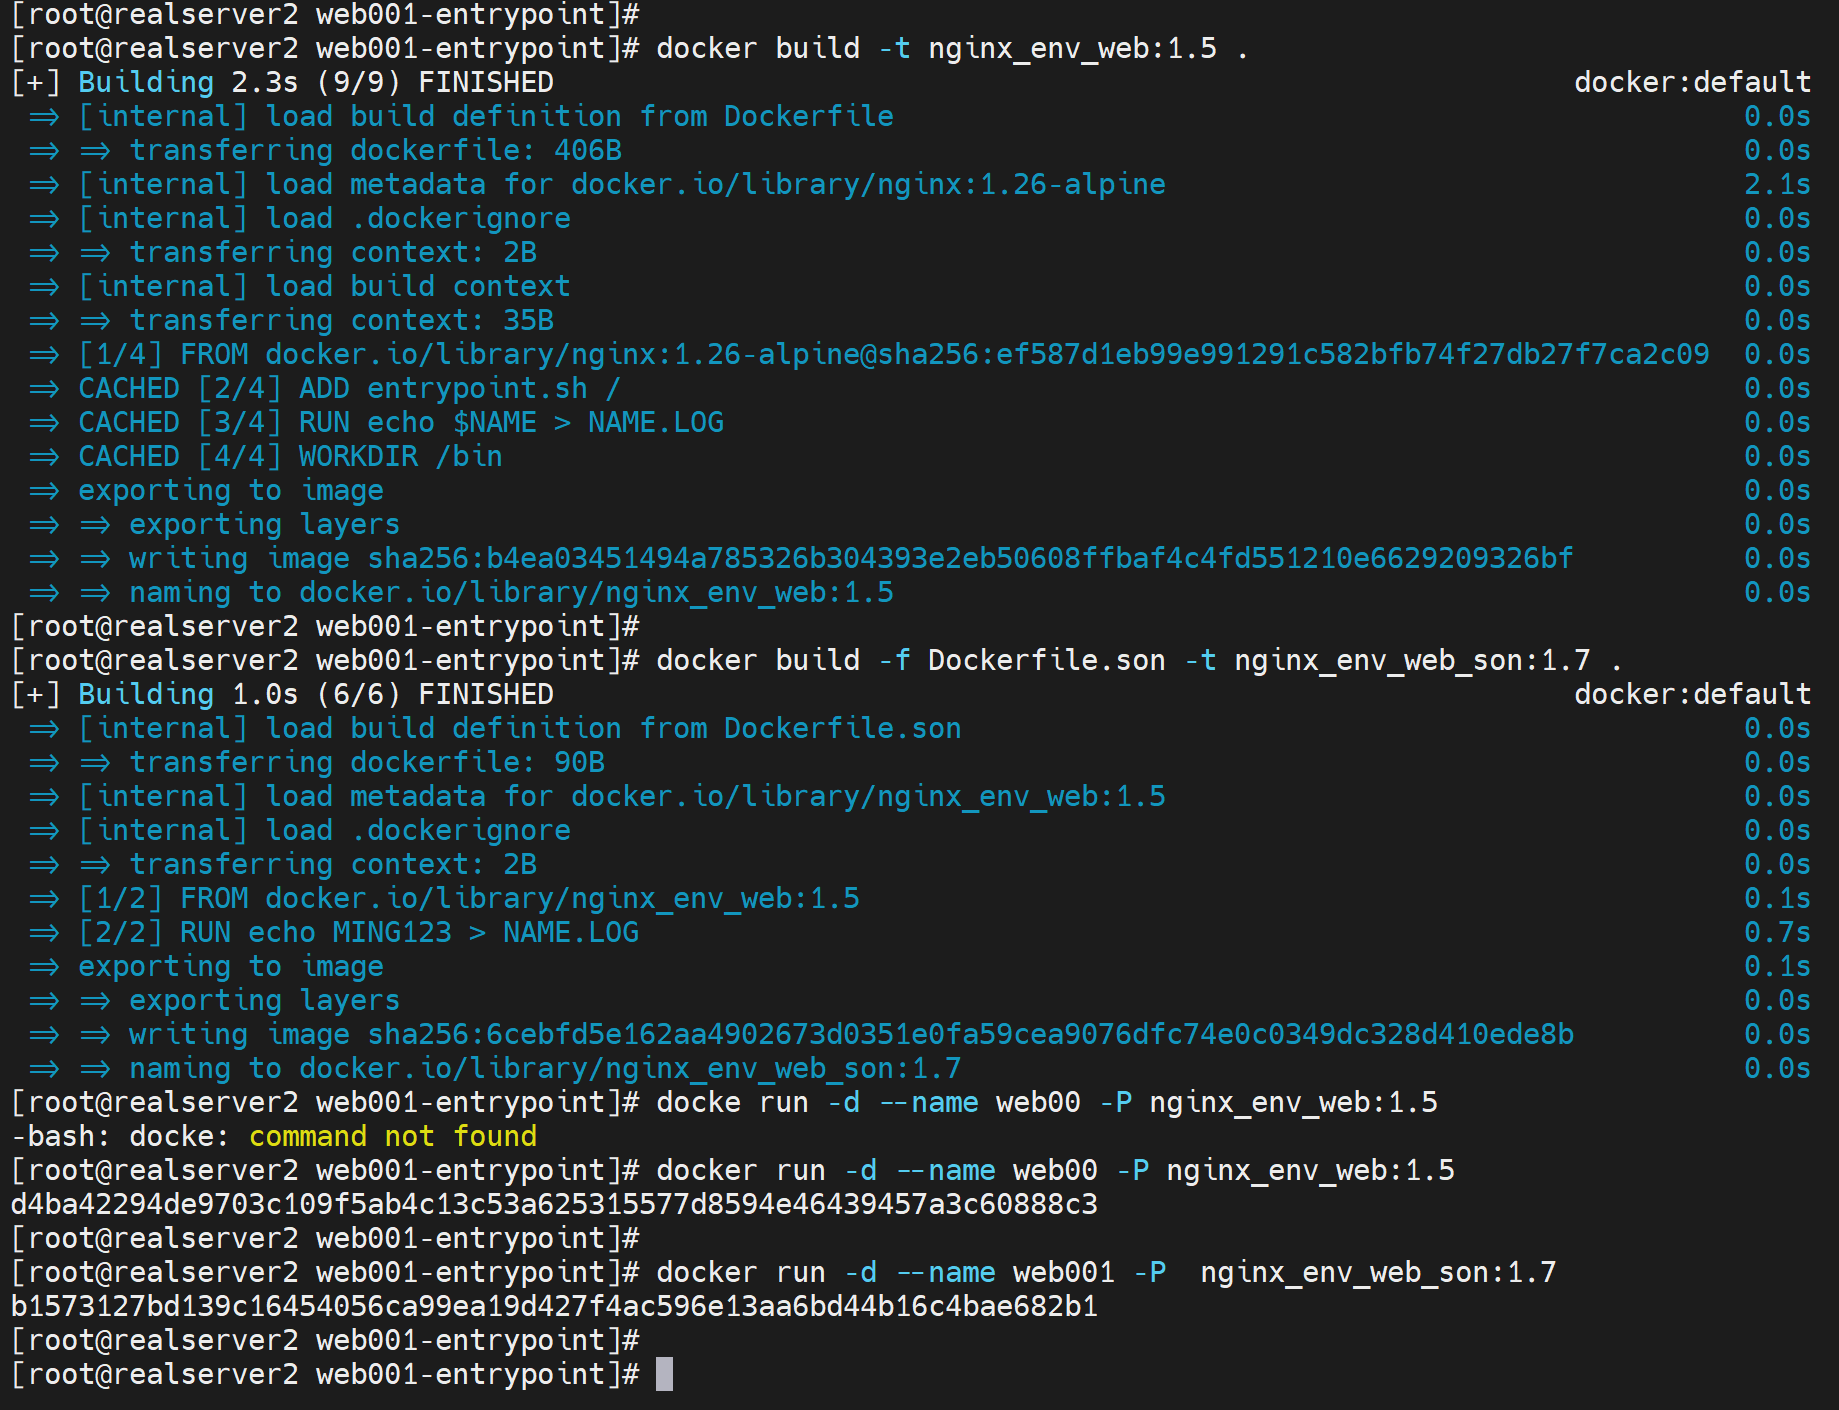 [root@realserver2 web001-entrypoint]#
[root@realserver2 web001-entrypoint]# docker build -t nginx_env_web:1.5 .
[+] Building 2.3s (9/9) FINISHED docker:default
=> [internal] load build definition from Dockerfile 0.0s
=> => transferring dockerfile: 406B 0.0s
=> [internal] load metadata for docker.io/library/nginx:1.26-alpine 2.1s
=> [internal] load .dockerignore 0.0s
=> => transferring context: 2B 0.0s
=> [internal] load build context 0.0s
=> => transferring context: 35B 0.0s
=> [1/4] FROM docker.io/library/nginx:1.26-alpine@sha256:ef587d1eb99e991291c582bfb74f27db27f7ca2c09 0.0s
=> CACHED [2/4] ADD entrypoint.sh / 0.0s
=> CACHED [3/4] RUN echo $NAME > NAME.LOG 0.0s
=> CACHED [4/4] WORKDIR /bin 0.0s
=> exporting to image 0.0s
=> => exporting layers 0.0s
=> => writing image sha256:b4ea03451494a785326b304393e2eb50608ffbaf4c4fd551210e6629209326bf 0.0s
=> => naming to docker.io/library/nginx_env_web:1.5 0.0s
[root@realserver2 web001-entrypoint]#
[root@realserver2 web001-entrypoint]# docker build -f Dockerfile.son -t nginx_env_web_son:1.7 .
[+] Building 1.0s (6/6) FINISHED docker:default
=> [internal] load build definition from Dockerfile.son 0.0s
=> => transferring dockerfile: 90B 0.0s
=> [internal] load metadata for docker.io/library/nginx_env_web:1.5 0.0s
=> [internal] load .dockerignore 0.0s
=> => transferring context: 2B 0.0s
=> [1/2] FROM docker.io/library/nginx_env_web:1.5 0.1s
=> [2/2] RUN echo MING123 > NAME.LOG 0.7s
=> exporting to image 0.1s
=> => exporting layers 0.0s
=> => writing image sha256:6cebfd5e162aa4902673d0351e0fa59cea9076dfc74e0c0349dc328d410ede8b 0.0s
=> => naming to docker.io/library/nginx_env_web_son:1.7 0.0s
[root@realserver2 web001-entrypoint]# docke run -d --name web00 -P nginx_env_web:1.5
-bash: docke: command not found
[root@realserver2 web001-entrypoint]# docker run -d --name web00 -P nginx_env_web:1.5
d4ba42294de9703c109f5ab4c13c53a625315577d8594e46439457a3c60888c3
[root@realserver2 web001-entrypoint]#
[root@realserver2 web001-entrypoint]# docker run -d --name web001 -P  nginx_env_web_son:1.7
b1573127bd139c16454056ca99ea19d427f4ac596e13aa6bd44b16c4bae682b1
[root@realserver2 web001-entrypoint]#
[root@realserver2 web001-entrypoint]#